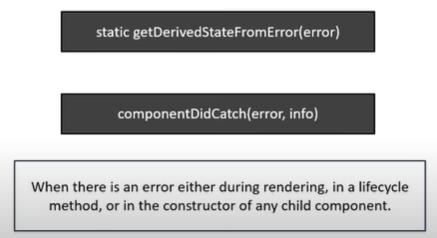 static getDerivedStateFromError(error)
componentDidCatch(error, info)
When there is an error either during rendering, in a lifecycle
method, or in the constructor of any child component.